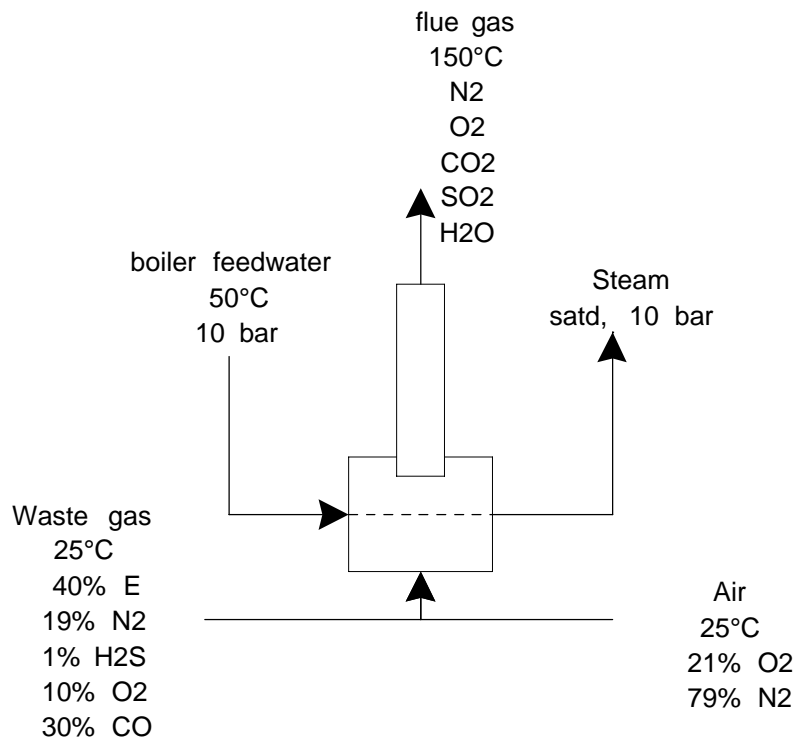 flue gas
150°C
N2
O2
CO2
SO2
H2O
boiler feedwater
50°C
10 bar
Steam
satd, 10 bar
Waste gas
25°C
40% E
19% N2
1% H2S
10% O2
30% CO
Air
25°C
21% O2
79% N2